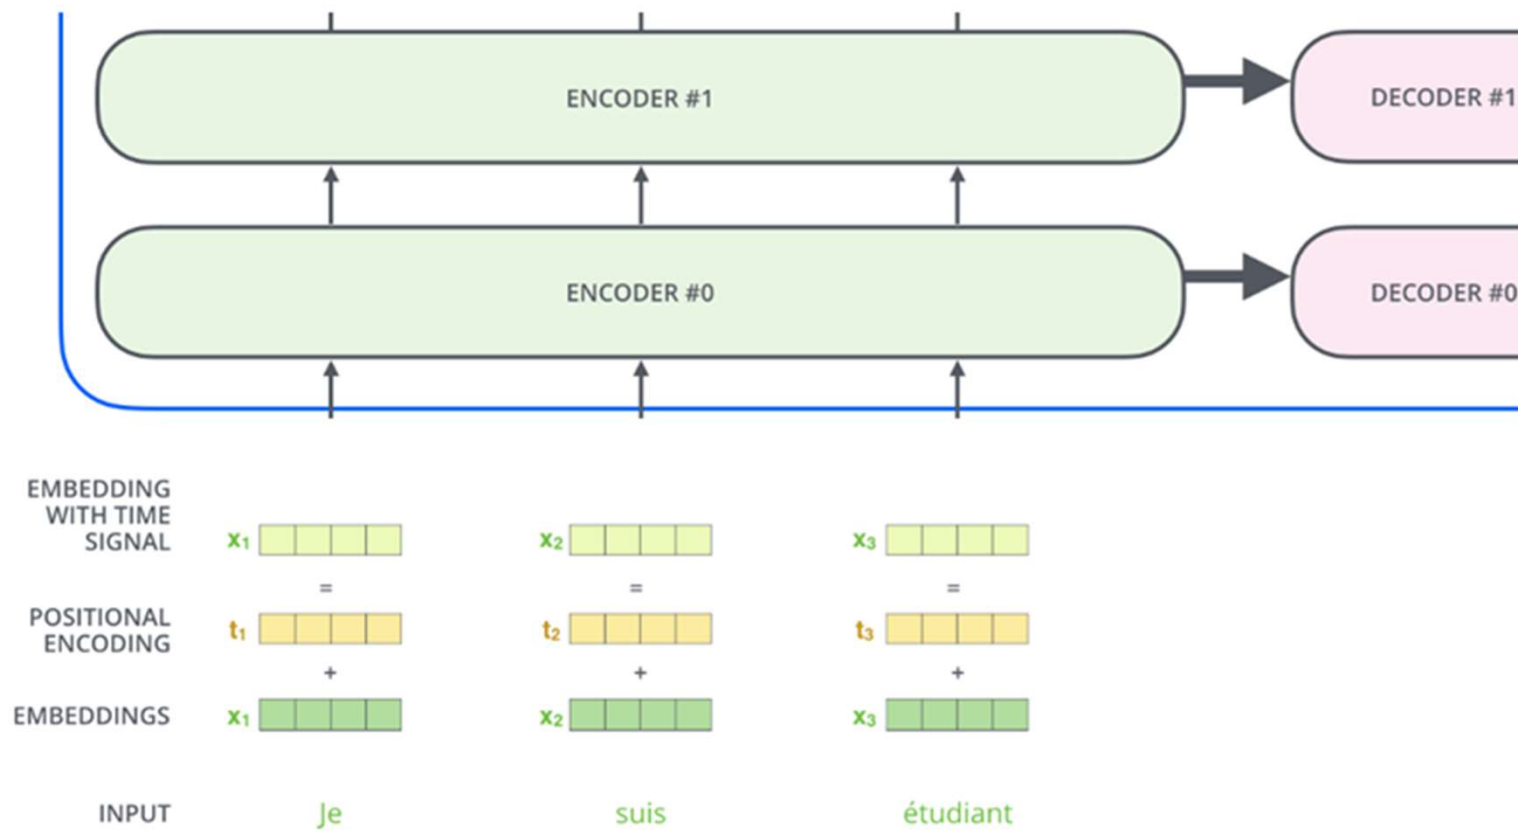 ENCODER #1
DECODER #1
ENCODER #0
DECODER #0
EMBEDDING
WITH TIME
SIGNAL
x₁
x₂
x₃
=
=
=
POSITIONAL
ENCODING
t₁
t₂
t₃
+
+
+
EMBEDDINGS
x₁
x₂
x₃
INPUT
Je
suis
étudiant